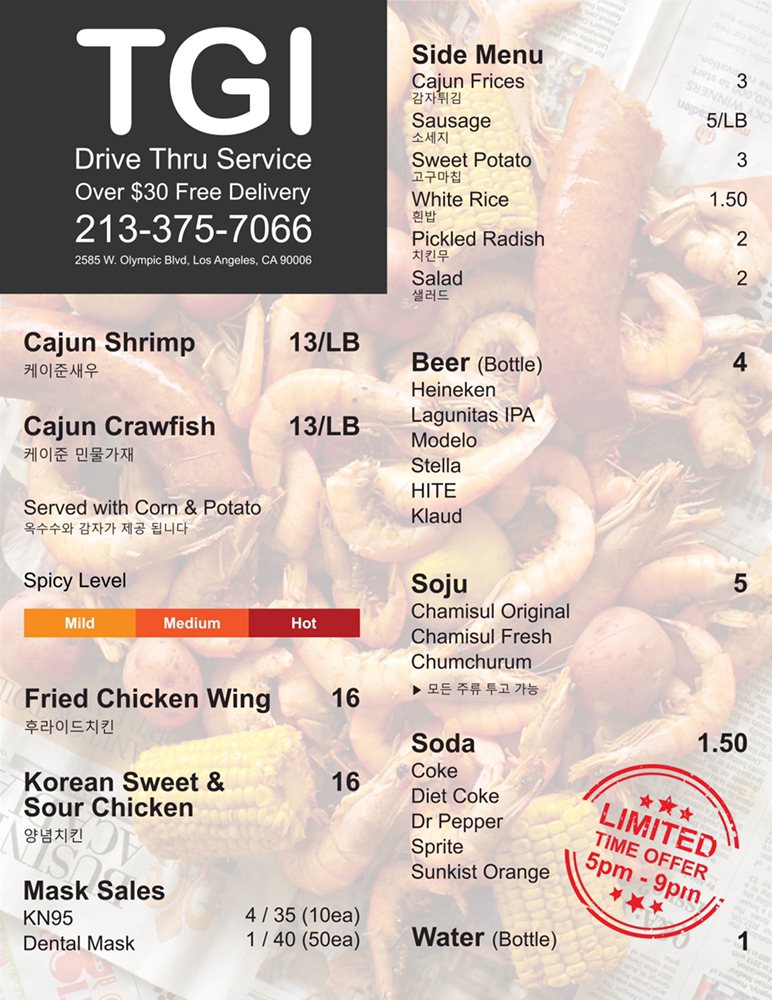 TGI
Drive Thru Service
Over $30 Free Delivery
213-375-7066
2585 W. Olympic Blvd, Los Angeles, CA 90006
Cajun Shrimp 13/LB
케이준새우
Cajun Crawfish 13/LB
케이준 민물가재
Served with Corn & Potato
옥수수와 감자가 제공 됩니다
Spicy Level
Mild Medium Hot
Fried Chicken Wing 16
후라이드치킨
Korean Sweet & 16
Sour Chicken
양념치킨
Mask Sales
KN95 4 / 35 (10ea)
Dental Mask 1 / 40 (50ea)
Side Menu
Cajun Frices 3
감자튀김
Sausage 5/LB
소세지
Sweet Potato 3
고구마칩
White Rice 1.50
흰밥
Pickled Radish 2
치킨무
Salad 2
샐러드
Beer (Bottle) 4
Heineken
Lagunitas IPA
Modelo
Stella
HITE
Klaud
Soju 5
Chamisul Original
Chamisul Fresh
Chumchurum
▶ 모든 주류 투고 가능
Soda 1.50
Coke
Diet Coke
Dr Pepper
Sprite
Sunkist Orange
LIMITED
TIME OFFER
5pm - 9pm
Water (Bottle) 1